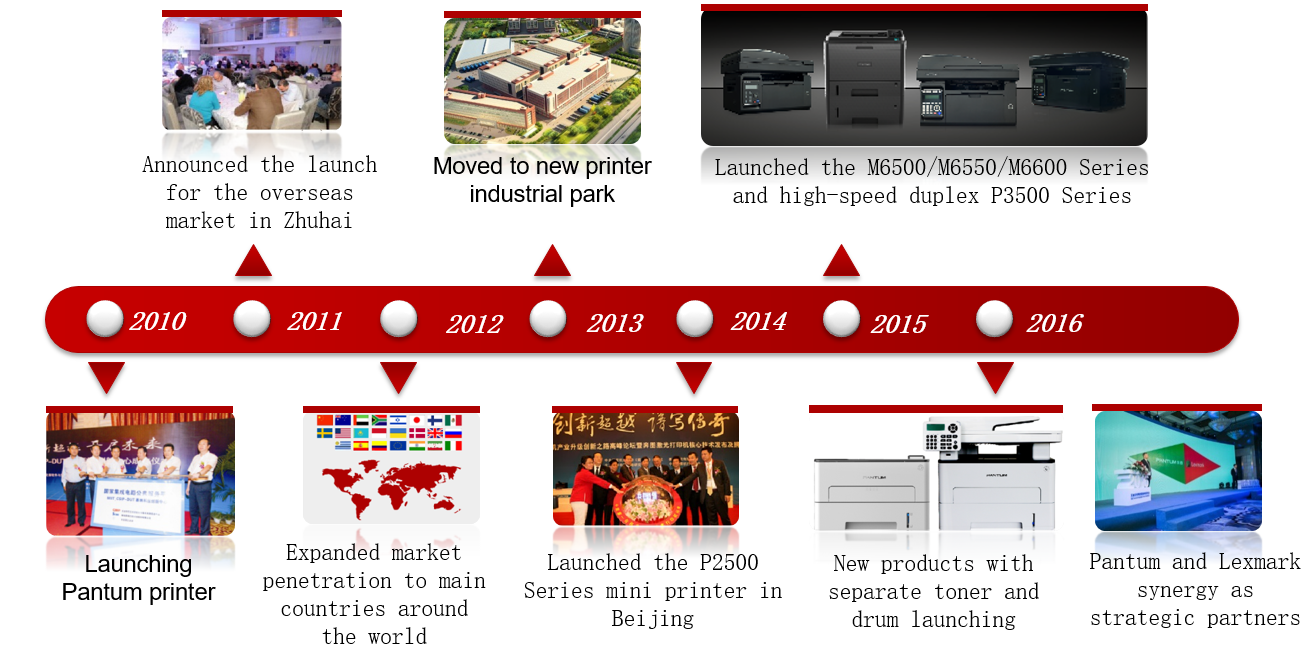 Announced the launch
for the overseas
market in Zhuhai
Moved to new printer
industrial park
Launched the M6500/M6550/M6600 Series
and high-speed duplex P3500 Series
2010
2011
2012
2013
2014
2015
2016
创新超越 谱写传奇
PANTUM
PANTUM
Launching
Pantum printer
Expanded market
penetration to main
countries around
the world
Launched the P2500
Series mini printer in
Beijing
New products with
separate toner and
drum launching
Pantum and Lexmark
synergy as
strategic partners